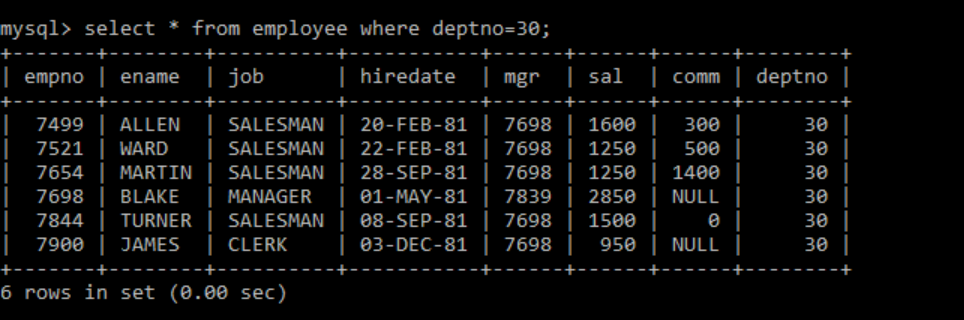 mysql> select * from employee where deptno=30;
+-------+--------+----------+-----------+------+------+------+--------+
| empno | ename  | job      | hiredate  | mgr  | sal  | comm | deptno |
+-------+--------+----------+-----------+------+------+------+--------+
|  7499 | ALLEN  | SALESMAN | 20-FEB-81 | 7698 | 1600 |  300 |     30 |
|  7521 | WARD   | SALESMAN | 22-FEB-81 | 7698 | 1250 |  500 |     30 |
|  7654 | MARTIN | SALESMAN | 28-SEP-81 | 7698 | 1250 | 1400 |     30 |
|  7698 | BLAKE  | MANAGER  | 01-MAY-81 | 7839 | 2850 | NULL |     30 |
|  7844 | TURNER | SALESMAN | 08-SEP-81 | 7698 | 1500 |    0 |     30 |
|  7900 | JAMES  | CLERK    | 03-DEC-81 | 7698 |  950 | NULL |     30 |
+-------+--------+----------+-----------+------+------+------+--------+
6 rows in set (0.00 sec)